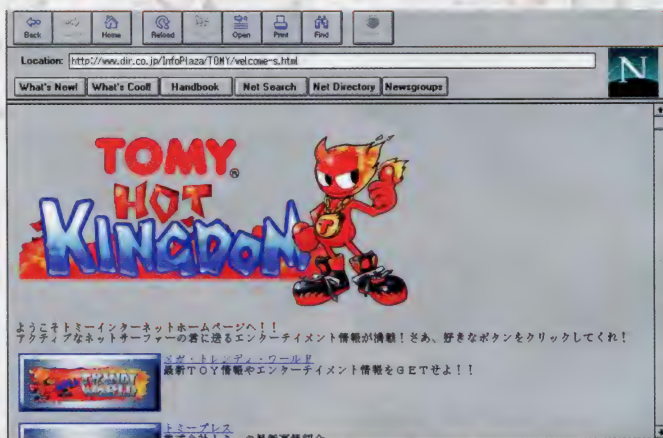 Back
Home
Reload
Open
Print
Find
Location: http://www.dir.co.jp/InfoPlaza/TOMY/welcome-s.html
N
What's New! What's Cool! Handbook Net Search Net Directory Newsgroups
TOMY®
HOT
KINGDOM
T
ようこそトミーインターネットホームページへ!!
アクティブなネットサーファーの君に送るエンターテイメント情報が満載!さあ、好きなボタンをクリックしてくれ!
メガ・トレンディ・ワールド
最新TOY情報やエンターテイメント情報をGETせよ!!
TRENDY
WORLD
トミープレス